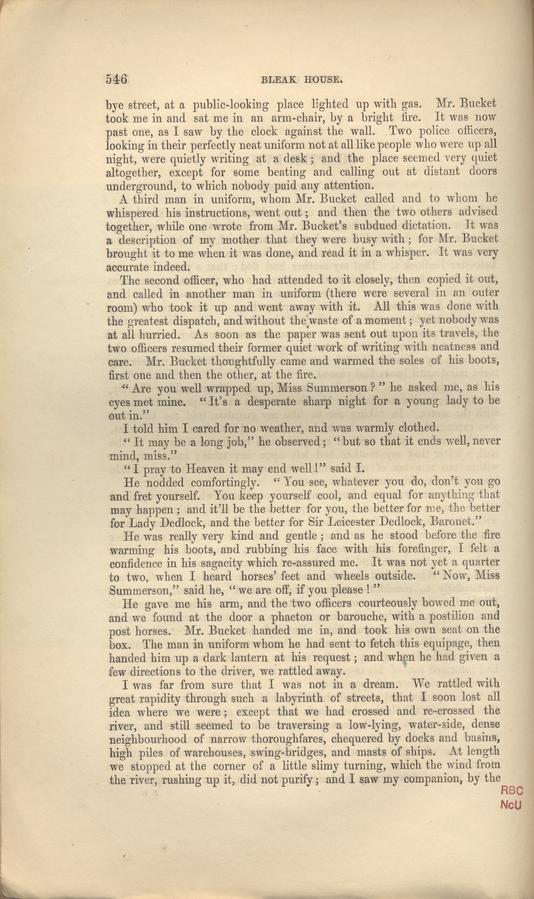 546
BLEAK HOUSE.
bye street, at a public-looking place lighted up with gas. Mr. Bucket
took me in and sat me in an arm-chair, by a bright fire. It was now
past one, as I saw by the clock against the wall. Two police officers,
looking in their perfectly neat uniform not at all like people who were up all
night, were quietly writing at a desk; and the place seemed very quiet
altogether, except for some beating and calling out at distant doors
underground, to which nobody paid any attention.
A third man in uniform, whom Mr. Bucket called and to whom he
whispered his instructions, went out; and then the two others advised
together, while one wrote from Mr. Bucket's subdued dictation. It was
a description of my mother that they were busy with; for Mr. Bucket
brought it to me when it was done, and read it in a whisper. It was very
accurate indeed.
The second officer, who had attended to it closely, then copied it out,
and called in another man in uniform (there were several in an outer
room) who took it up and went away with it. All this was done with
the greatest dispatch, and without the waste of a moment; yet nobody was
at all hurried. As soon as the paper was sent out upon its travels, the
two officers resumed their former quiet work of writing with neatness and
care. Mr. Bucket thoughtfully came and warmed the soles of his boots,
first one and then the other, at the fire.
"Are you well wrapped up, Miss Summerson?" he asked me, as his
eyes met mine. "It's a desperate sharp night for a young lady to be
out in."
I told him I cared for no weather, and was warmly clothed.
"It may be a long job," he observed; "but so that it ends well, never
mind, miss."
"I pray to Heaven it may end well!" said I.
He nodded comfortingly. "You see, whatever you do, don't you go
and fret yourself. You keep yourself cool, and equal for anything that
may happen; and it'll be the better for you, the better for me, the better
for Lady Dedlock, and the better for Sir Leicester Dedlock, Baronet."
He was really very kind and gentle; and as he stood before the fire
warming his boots, and rubbing his face with his forefinger, I felt a
confidence in his sagacity which re-assured me. It was not yet a quarter
to two, when I heard horses' feet and wheels outside. "Now, Miss
Summerson," said he, "we are off, if you please!"
He gave me his arm, and the two officers courteously bowed me out,
and we found at the door a phaeton or barouche, with a postilion and
post horses. Mr. Bucket handed me in, and took his own seat on the
box. The man in uniform whom he had sent to fetch this equipage, then
handed him up a dark lantern at his request; and when he had given a
few directions to the driver, we rattled away.
I was far from sure that I was not in a dream. We rattled with
great rapidity through such a labyrinth of streets, that I soon lost all
idea where we were; except that we had crossed and re-crossed the
river, and still seemed to be traversing a low-lying, water-side, dense
neighbourhood of narrow thoroughfares, chequered by docks and basins,
high piles of warehouses, swing-bridges, and masts of ships. At length
we stopped at the corner of a little slimy turning, which the wind from
the river, rushing up it, did not purify; and I saw my companion, by the
RBC
NcU